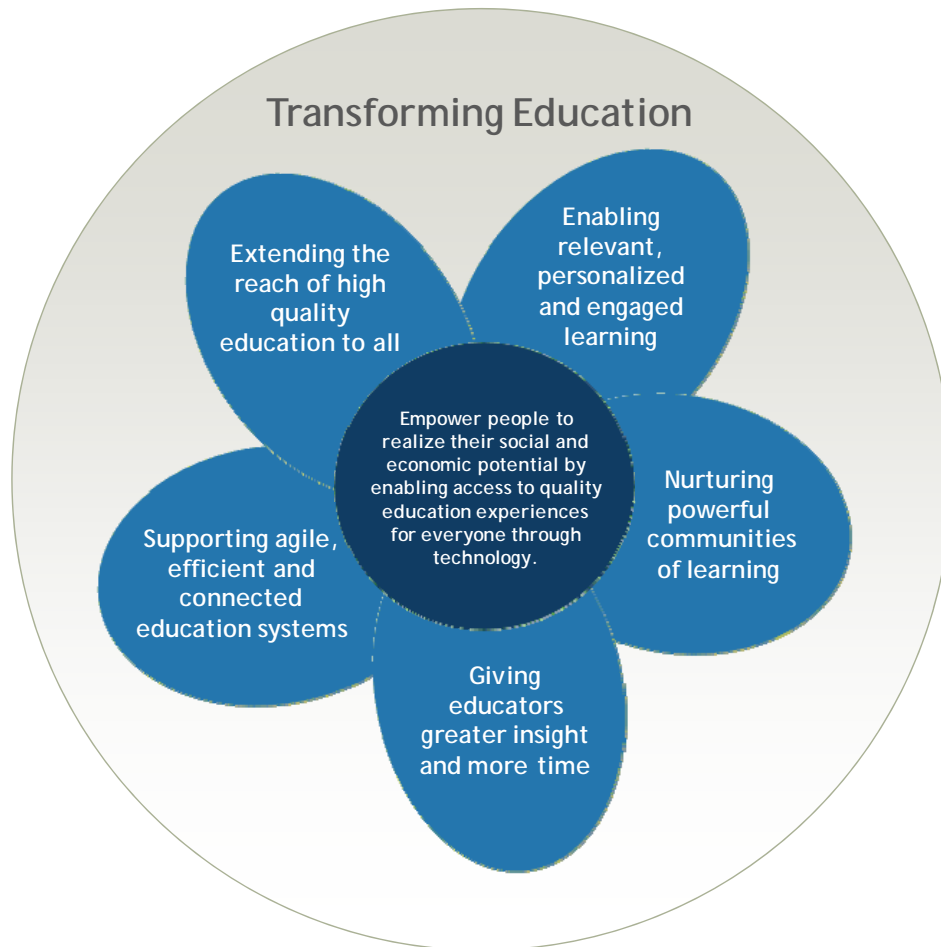 Transforming Education
Extending the
reach of high
quality
education to all
Enabling
relevant,
personalized
and engaged
learning
Empower people to
realize their social and
economic potential by
enabling access to quality
education experiences
for everyone through
technology.
Nurturing
powerful
communities
of learning
Supporting agile,
efficient and
connected
education systems
Giving
educators
greater insight
and more time